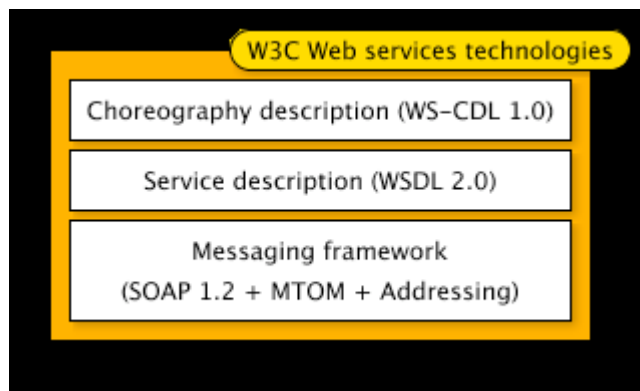 W3C Web services technologies
Choreography description (WS-CDL 1.0)
Service description (WSDL 2.0)
Messaging framework
(SOAP 1.2 + MTOM + Addressing)